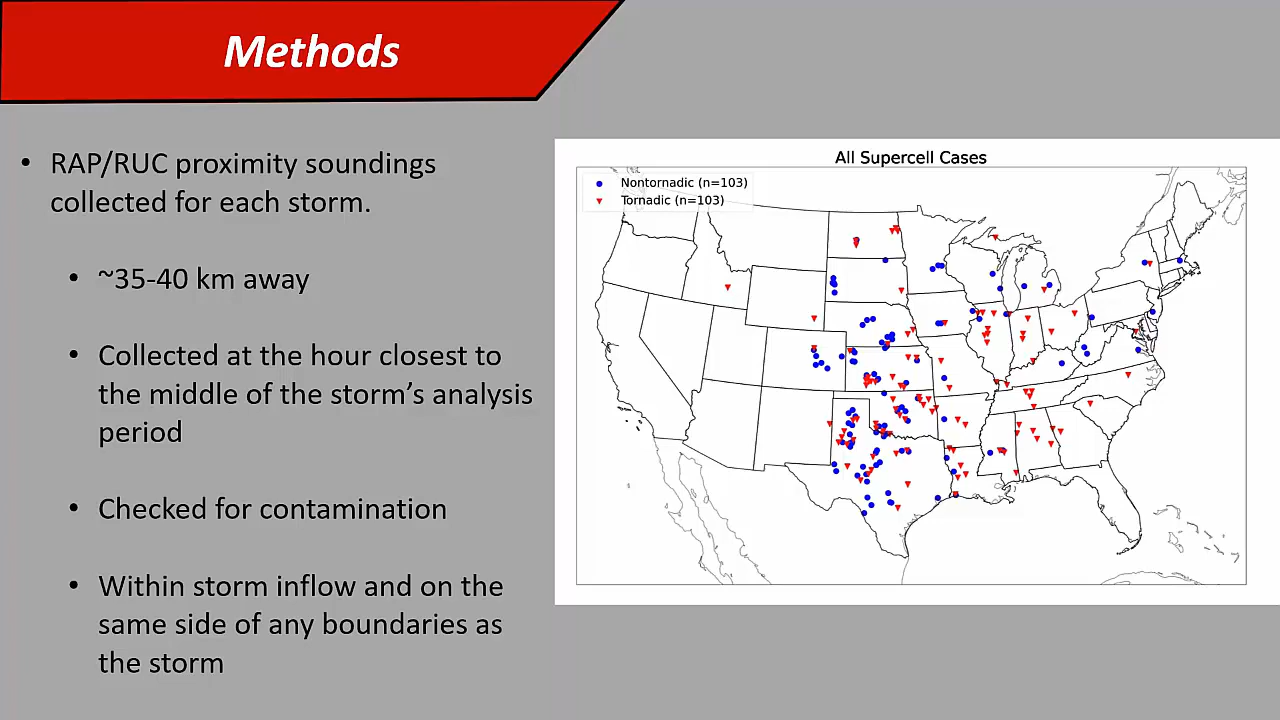 Methods
• RAP/RUC proximity soundings
collected for each storm.
• ~35-40 km away
• Collected at the hour closest to
the middle of the storm’s analysis
period
• Checked for contamination
• Within storm inflow and on the
same side of any boundaries as
the storm
All Supercell Cases
Nontornadic (n=103)
Tornadic (n=103)